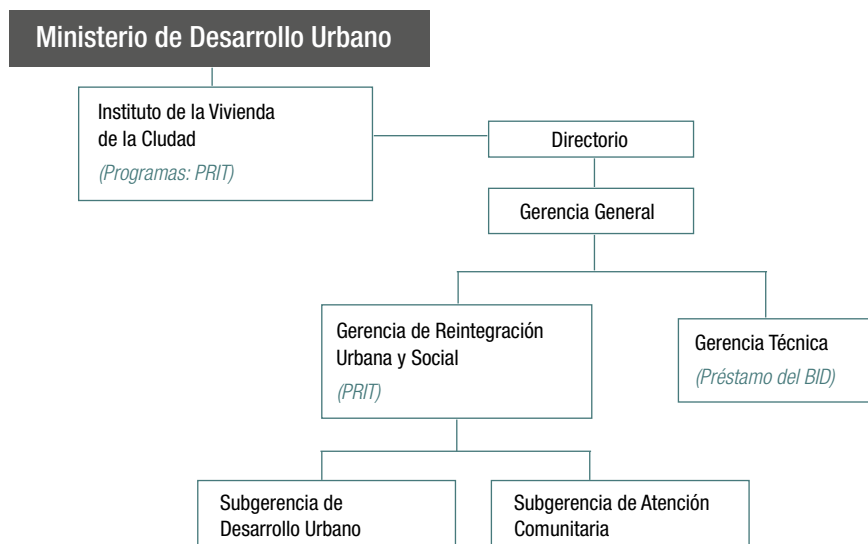 Ministerio de Desarrollo Urbano
Instituto de la Vivienda
de la CIudad
(Programas: PRIT)
Directorio
Gerencia General
Gerencia de Reintegración
Urbana y Social
(PRIT)
Gerencia Técnica
(Préstamo del BID)
Subgerencia de
Desarrollo Urbano
Subgerencia de Atención
Comunitaria